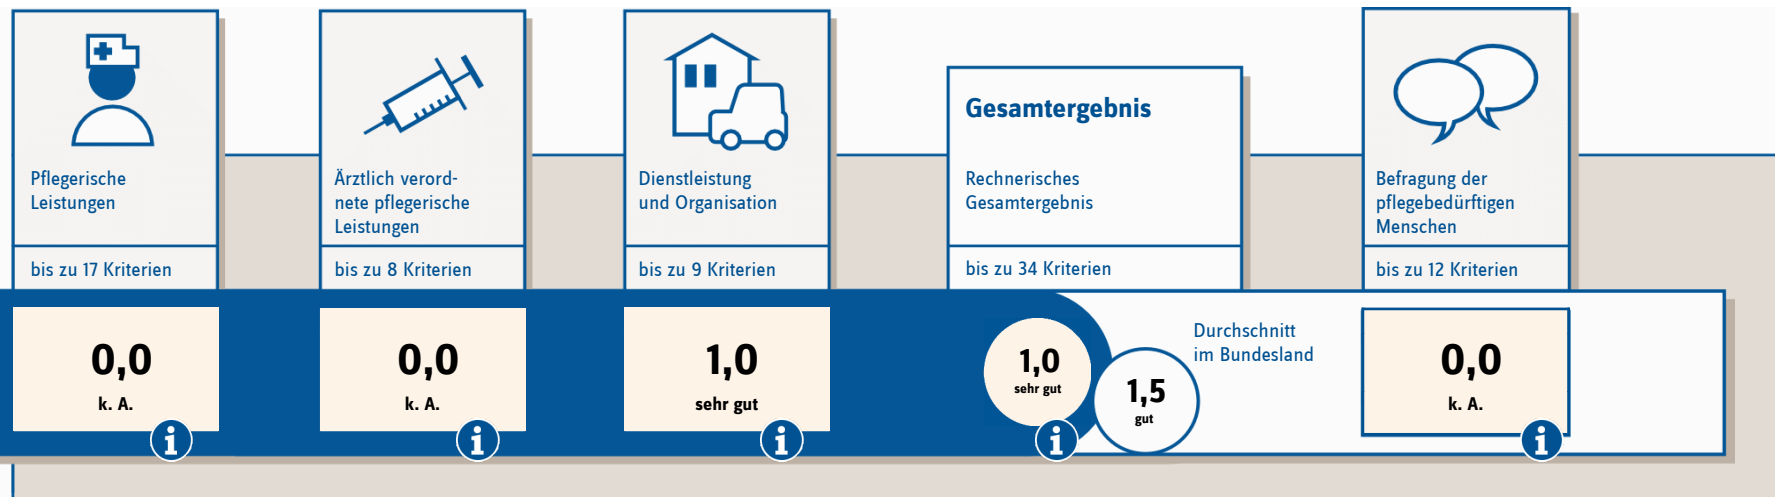 Pflegerische
Leistungen
bis zu 17 Kriterien
0,0
k. A.
Ärztlich verord-
nete pflegerische
Leistungen
bis zu 8 Kriterien
0,0
k. A.
Dienstleistung
und Organisation
bis zu 9 Kriterien
1,0
sehr gut
Gesamtergebnis
Rechnerisches
Gesamtergebnis
bis zu 34 Kriterien
1,0
sehr gut
1,5
gut
Durchschnitt
im Bundesland
Befragung der
pflegebedürftigen
Menschen
bis zu 12 Kriterien
0,0
k. A.